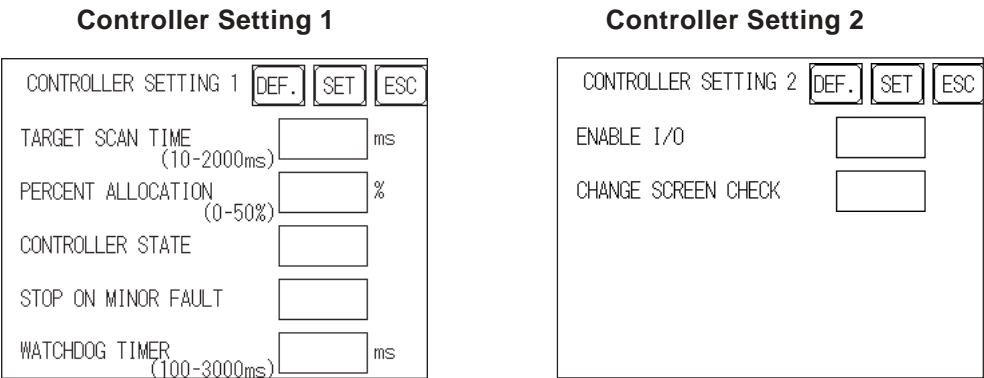 Controller Setting 1
CONTROLLER SETTING 1 DEF. SET ESC
TARGET SCAN TIME ms
(10-2000ms)
PERCENT ALLOCATION %
(0-50%)
CONTROLLER STATE
STOP ON MINOR FAULT
WATCHDOG TIMER ms
(100-3000ms)
Controller Setting 2
CONTROLLER SETTING 2 DEF. SET ESC
ENABLE I/O
CHANGE SCREEN CHECK